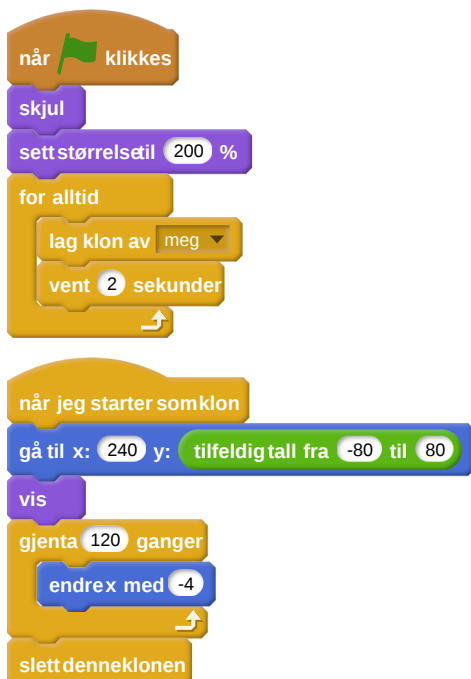 når klikkes
skjul
sett størrelse til 200 %
for alltid
lag klon av meg
vent 2 sekunder
når jeg starter som klon
gå til x: 240 y: tilfeldig tall fra -80 til 80
vis
gjenta 120 ganger
endre x med -4
slett denne klonen